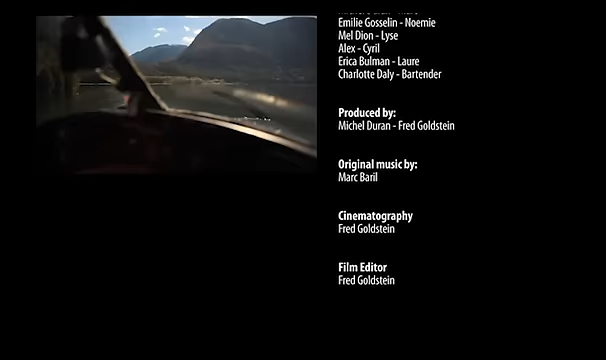 Emilie Gosselin - Noemie
Mel Dion - Lyse
Alex - Cyril
Erica Bulman - Laure
Charlotte Daly - Bartender
Produced by:
Michel Duran - Fred Goldstein
Original music by:
Marc Baril
Cinematography
Fred Goldstein
Film Editor
Fred Goldstein